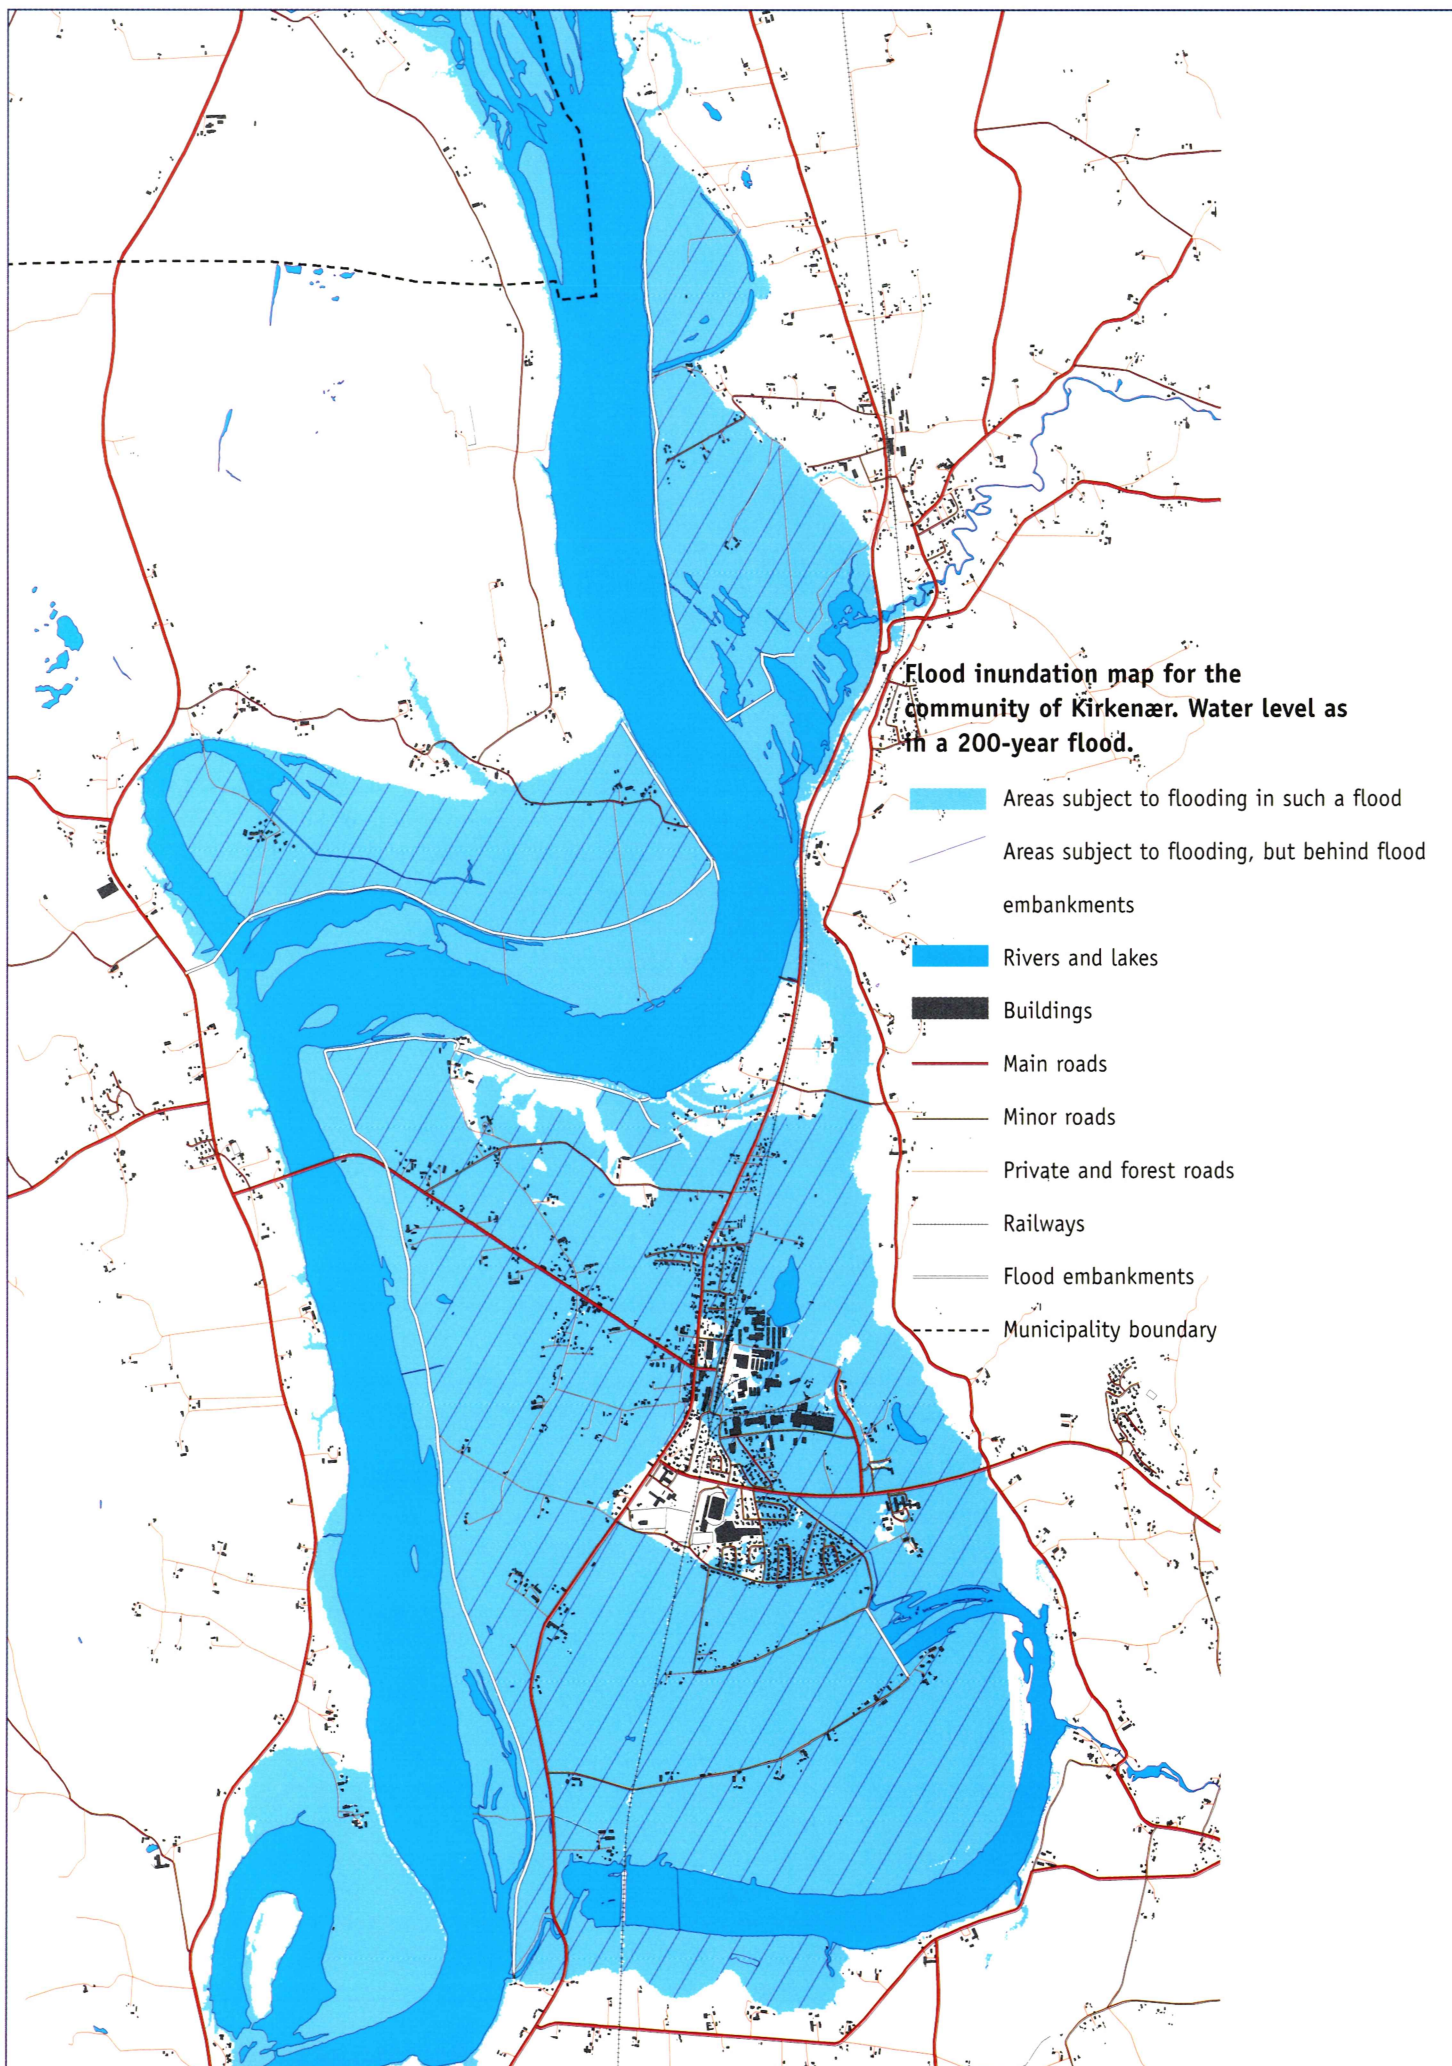 Flood inundation map for the
community of Kirkenær. Water level as
in a 200-year flood.
Areas subject to flooding in such a flood
Areas subject to flooding, but behind flood
embankments
Rivers and lakes
Buildings
Main roads
Minor roads
Private and forest roads
Railways
Flood embankments
Municipality boundary